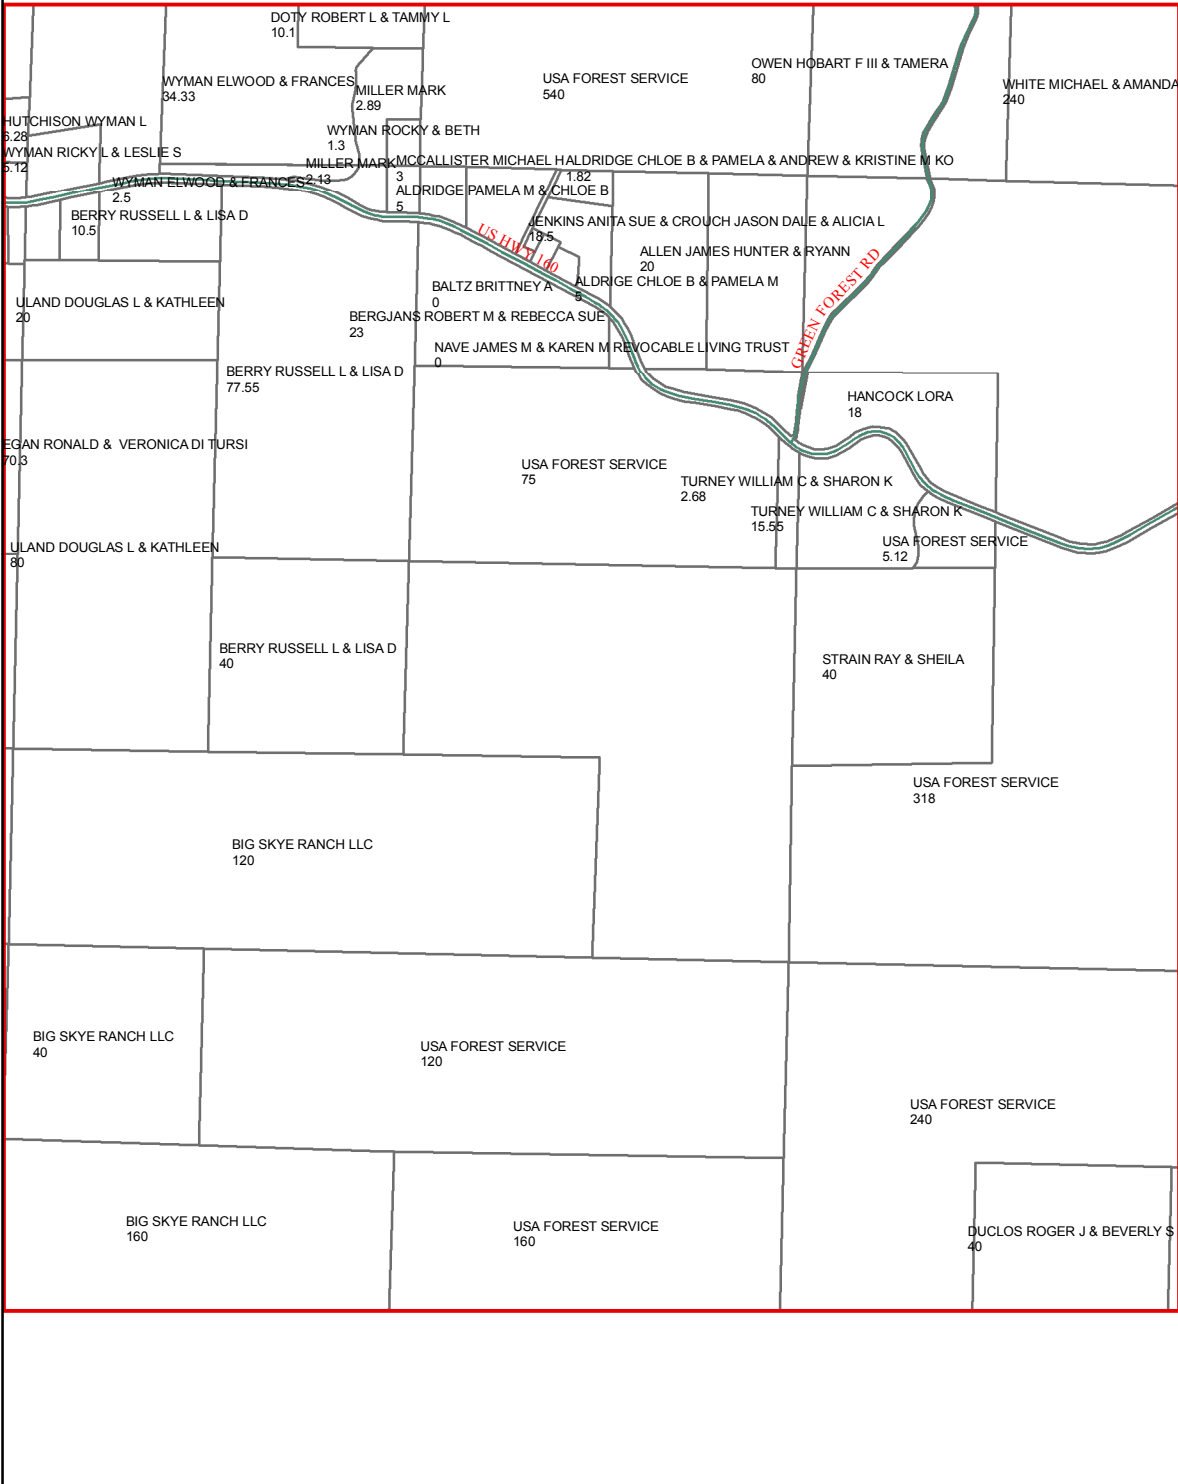 DOTY ROBERT L & TAMMY L
10.1
OWEN HOBART F III & TAMERA
80
USA FOREST SERVICE
540
WYMAN ELWOOD & FRANCES
34.33
WHITE MICHAEL & AMANDA
240
MILLER MARK
2.89
HUTCHISON WYMAN L
6.28
WYMAN ROCKY & BETH
1.3
WYMAN RICKY L & LESLIE S
5.12
MILLER MARK
2.13
MCCALLISTER MICHAEL H
3
ALDRIDGE CHLOE B & PAMELA & ANDREW & KRISTINE M KO
1.82
WYMAN ELWOOD & FRANCES
2.5
ALDRIDGE PAMELA M & CHLOE B
5
BERRY RUSSELL L & LISA D
10.5
JENKINS ANITA SUE & CROUCH JASON DALE & ALICIA L
18.5
US HWY 160
ALLEN JAMES HUNTER & RYANN
20
GREEN FOREST RD
BALTZ BRITTNEY A
0
ALDRIGE CHLOE B & PAMELA M
5
ULAND DOUGLAS L & KATHLEEN
20
BERGJANS ROBERT M & REBECCA SUE
23
NAVE JAMES M & KAREN M REVOCABLE LIVING TRUST
0
BERRY RUSSELL L & LISA D
77.55
HANCOCK LORA
18
EGAN RONALD & VERONICA DI TURSI
70.3
USA FOREST SERVICE
75
TURNEY WILLIAM C & SHARON K
2.68
TURNEY WILLIAM C & SHARON K
15.55
USA FOREST SERVICE
5.12
ULAND DOUGLAS L & KATHLEEN
80
BERRY RUSSELL L & LISA D
40
STRAIN RAY & SHEILA
40
USA FOREST SERVICE
318
BIG SKYE RANCH LLC
120
BIG SKYE RANCH LLC
40
USA FOREST SERVICE
120
USA FOREST SERVICE
240
BIG SKYE RANCH LLC
160
USA FOREST SERVICE
160
DUCLOS ROGER J & BEVERLY S
40